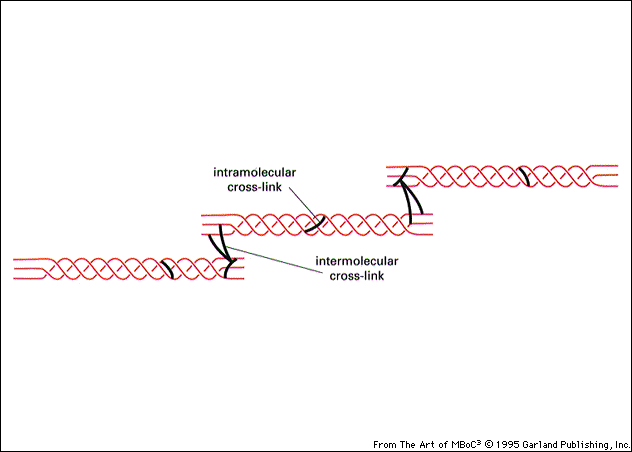 intramolecular
cross-link
intermolecular
cross-link
From The Art of MBoC³ © 1995 Garland Publishing, Inc.